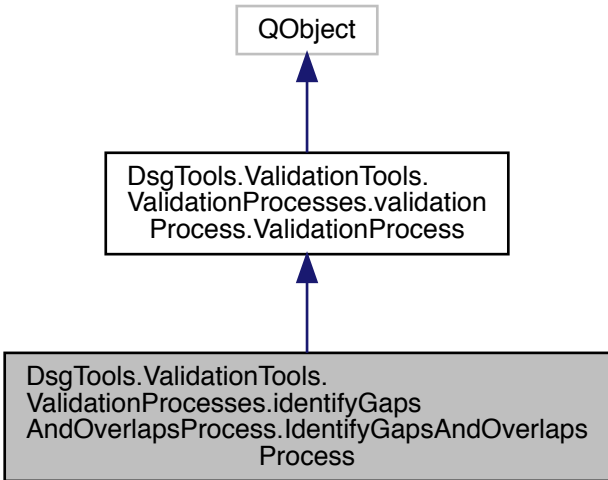 QObject
DsgTools.ValidationTools.
ValidationProcesses.validation
Process.ValidationProcess
DsgTools.ValidationTools.
ValidationProcesses.identifyGaps
AndOverlapsProcess.IdentifyGapsAndOverlaps
Process